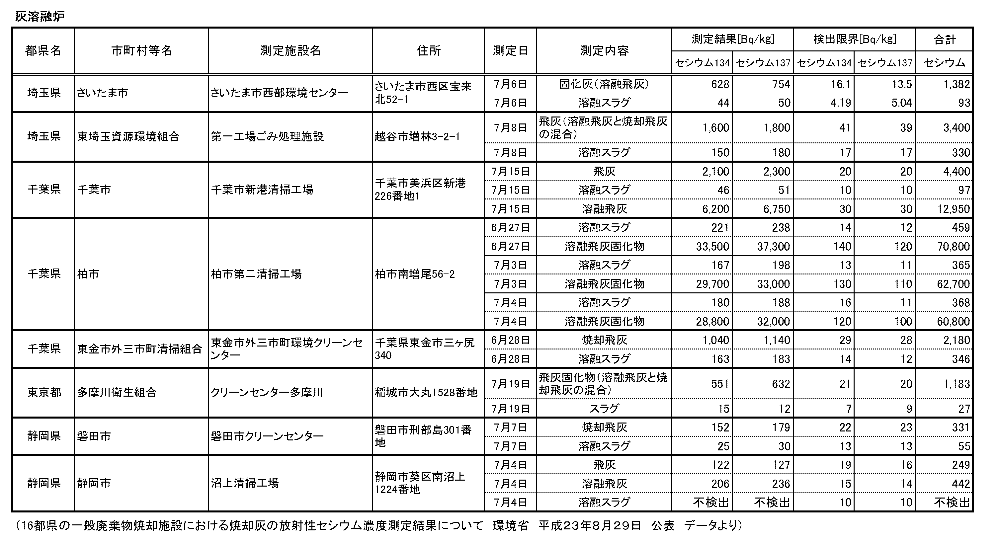 灰溶融炉
都県名 市町村等名 測定施設名 住所 測定日 測定内容 測定結果[Bq/kg] 検出限界[Bq/kg] 合計
セシウム134 セシウム137 セシウム134 セシウム137 セシウム
埼玉県 さいたま市 さいたま市西部環境センター さいたま市西区宝来
北52-1
7月6日 固化灰(溶融飛灰) 628 754 16.1 13.5 1,382
7月6日 溶融スラグ 44 50 4.19 5.04 93
埼玉県 東埼玉資源環境組合 第一工場ごみ処理施設 越谷市増林3-2-1
7月8日 飛灰(溶融飛灰と焼却飛灰
の混合) 1,600 1,800 41 39 3,400
7月8日 溶融スラグ 150 180 17 17 330
千葉県 千葉市 千葉市新港清掃工場 千葉市美浜区新港
226番地1
7月15日 飛灰 2,100 2,300 20 20 4,400
7月15日 溶融スラグ 46 51 10 10 97
7月15日 溶融飛灰 6,200 6,750 30 30 12,950
千葉県 柏市 柏市第二清掃工場 柏市南増尾56-2
6月27日 溶融スラグ 221 238 14 12 459
6月27日 溶融飛灰固化物 33,500 37,300 140 120 70,800
7月3日 溶融スラグ 167 198 13 11 365
7月3日 溶融飛灰固化物 29,700 33,000 130 110 62,700
7月4日 溶融スラグ 180 188 16 11 368
7月4日 溶融飛灰固化物 28,800 32,000 120 100 60,800
千葉県 東金市外三市町清掃組合 東金市外三市町環境クリーンセ
ンター
千葉県東金市三ヶ尻
340
6月28日 焼却飛灰 1,040 1,140 29 28 2,180
6月28日 溶融スラグ 163 183 14 12 346
東京都 多摩川衛生組合 クリーンセンター多摩川 稲城市大丸1528番地
7月19日 飛灰固化物(溶融飛灰と焼
却飛灰の混合) 551 632 21 20 1,183
7月19日 スラグ 15 12 7 9 27
静岡県 磐田市 磐田市クリーンセンター 磐田市刑部島301番
地
7月7日 焼却飛灰 152 179 22 23 331
7月7日 溶融スラグ 25 30 13 13 55
静岡県 静岡市 沼上清掃工場 静岡市葵区南沼上
1224番地
7月4日 飛灰 122 127 19 16 249
7月4日 溶融飛灰 206 236 15 14 442
7月4日 溶融スラグ 不検出 不検出 10 10 不検出
(16都県の一般廃棄物焼却施設における焼却灰の放射性セシウム濃度測定結果について 環境省 平成23年8月29日 公表 データより)